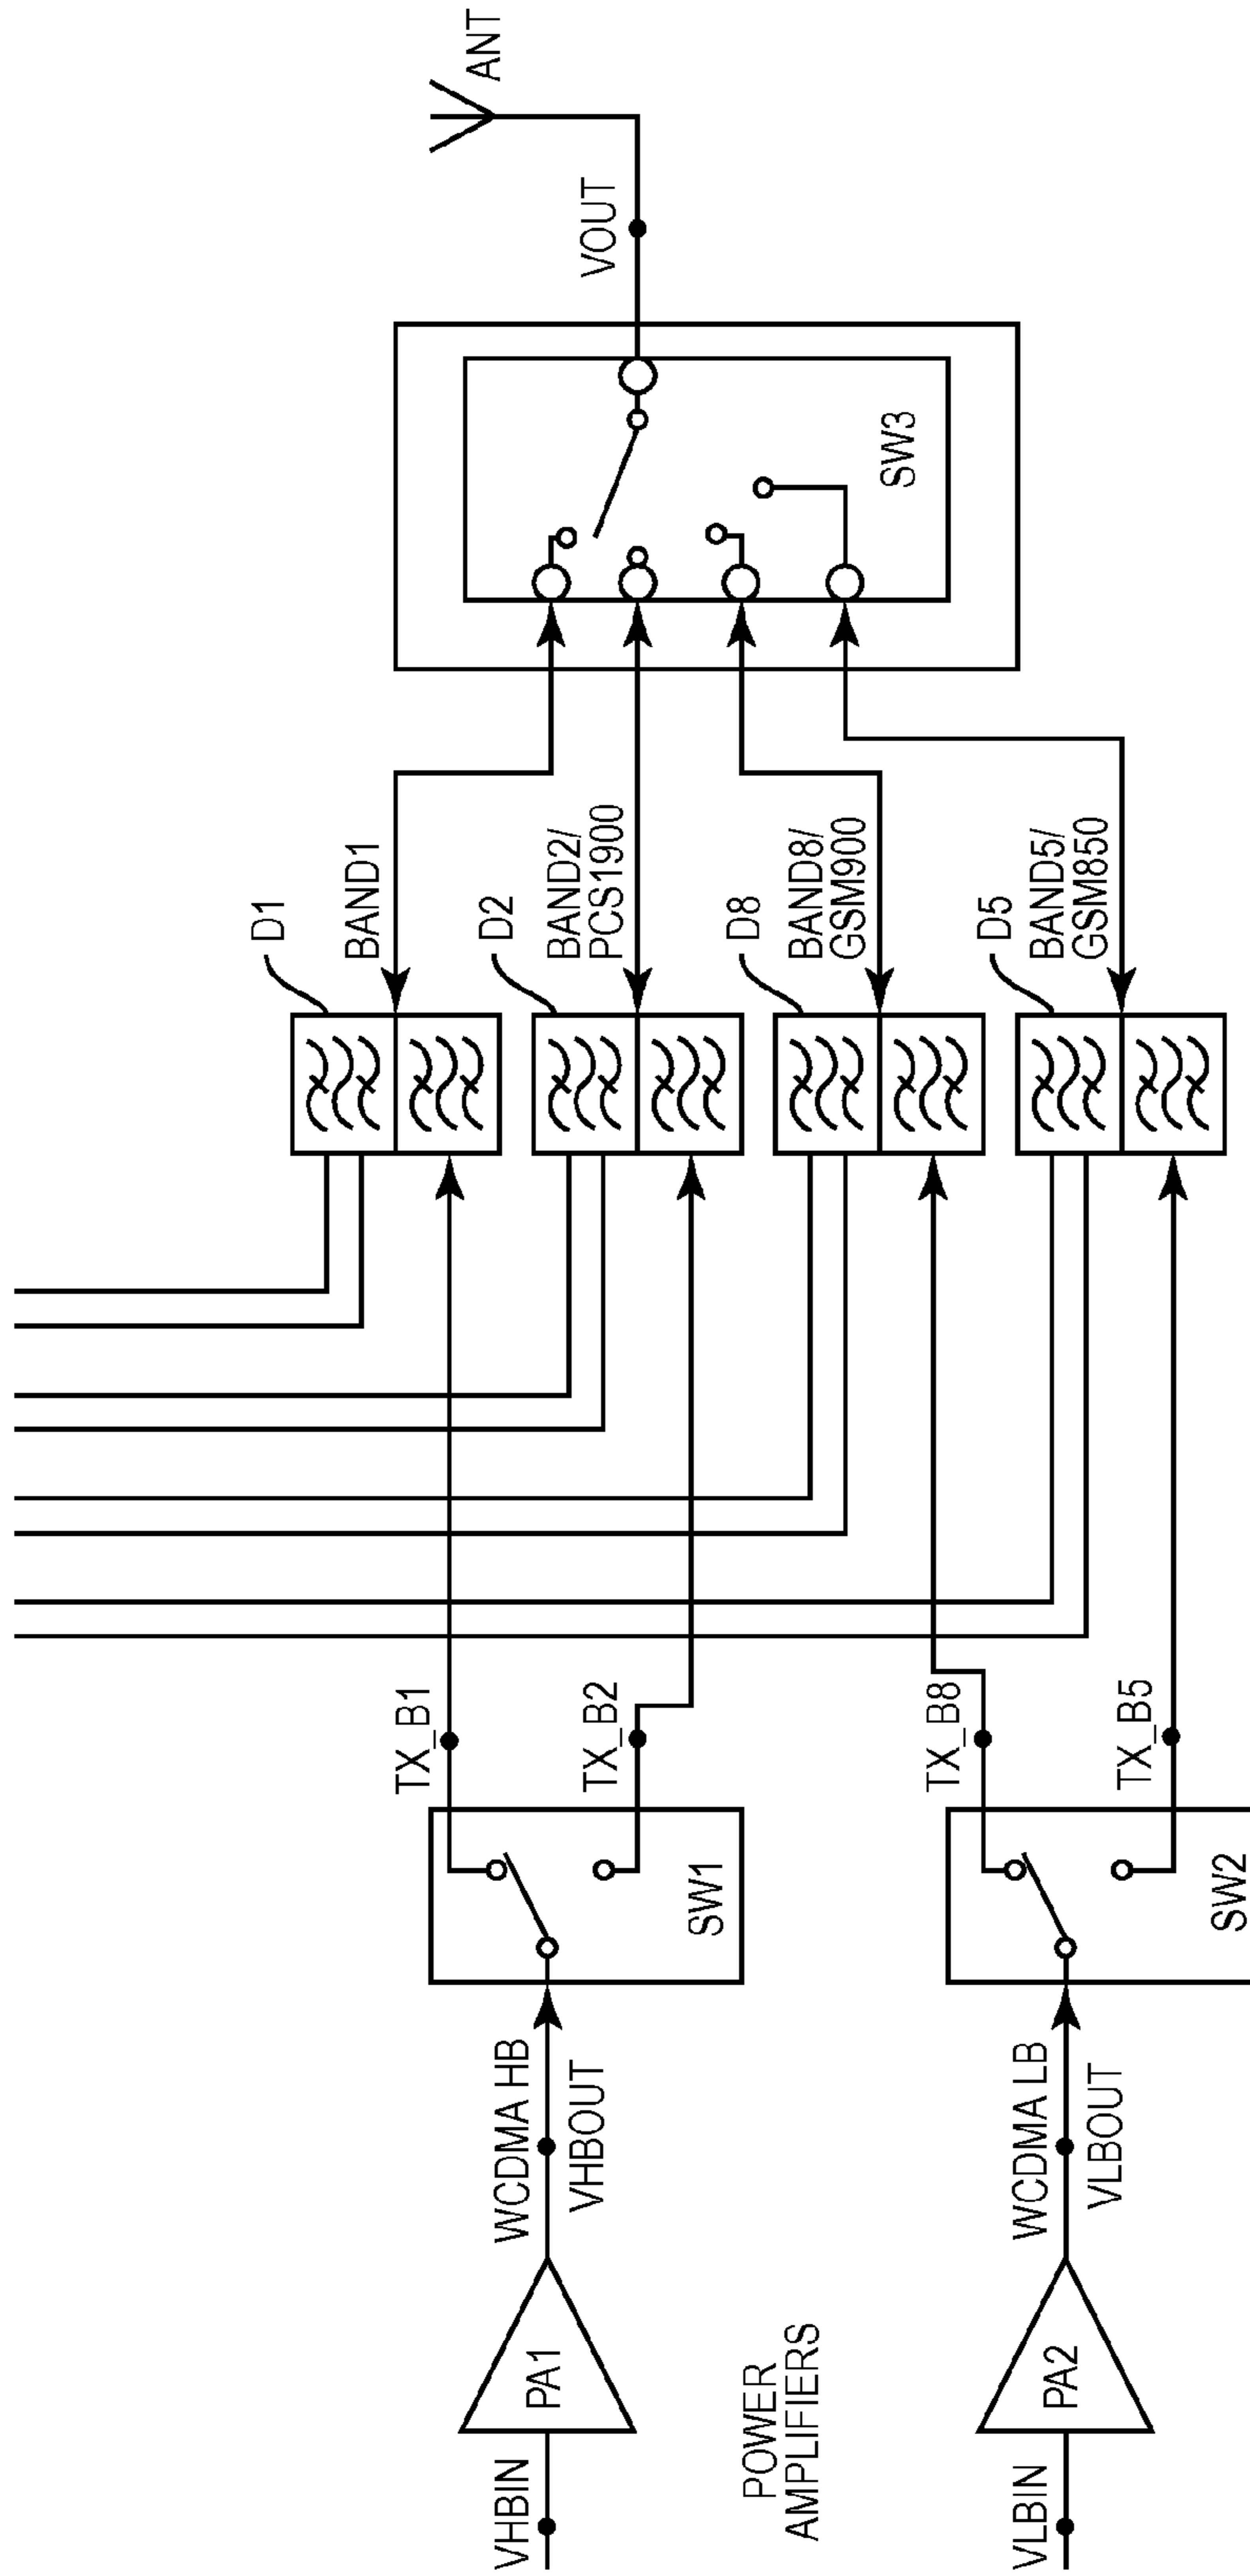 VHBIN
PA1
WCDMA HB
VHBOUT
SW1
TX_B1
TX_B2
D1
BAND1
D2
BAND2/
PCS1900
D8
BAND8/
GSM900
D5
BAND5/
GSM850
SW3
VOUT
ANT
POWER
AMPLIFIERS
VLBIN
PA2
WCDMA LB
VLBOUT
SW2
TX_B8
TX_B5